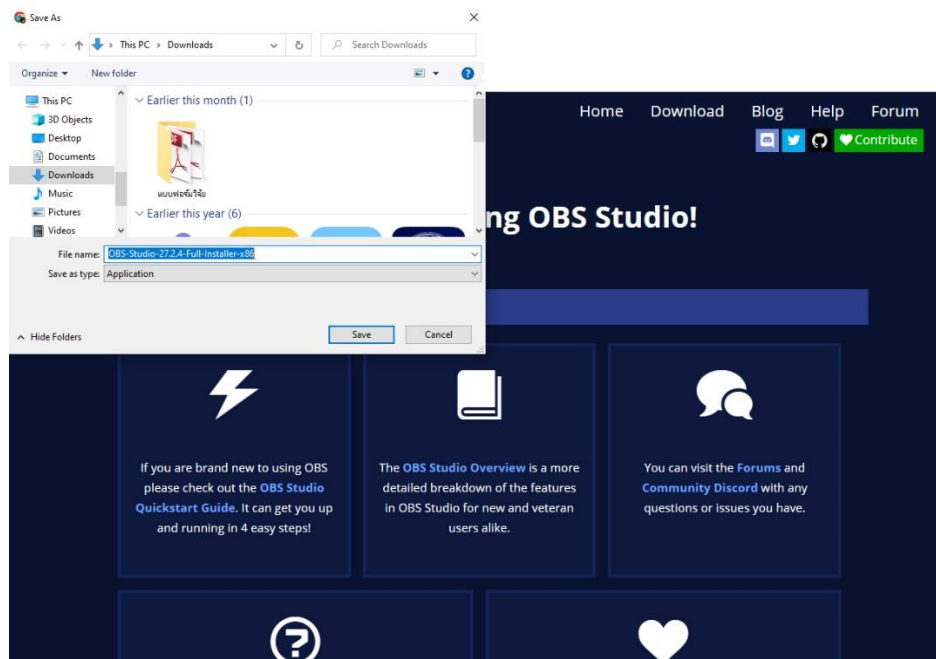 Save As
This PC › Downloads
Search Downloads
Organize
New folder
This PC
3D Objects
Desktop
Documents
Downloads
Music
Pictures
Videos
Earlier this month (1)
แบบฟอร์มวิจัย
Earlier this year (6)
File name: OBS-Studio-27.2.4-Full-Installer-x86
Save as type: Application
Hide Folders
Save
Cancel
Home Download Blog Help Forum
Contribute
ng OBS Studio!
If you are brand new to using OBS
please check out the OBS Studio
Quickstart Guide. It can get you up
and running in 4 easy steps!
The OBS Studio Overview is a more
detailed breakdown of the features
in OBS Studio for new and veteran
users alike.
You can visit the Forums and
Community Discord with any
questions or issues you have.